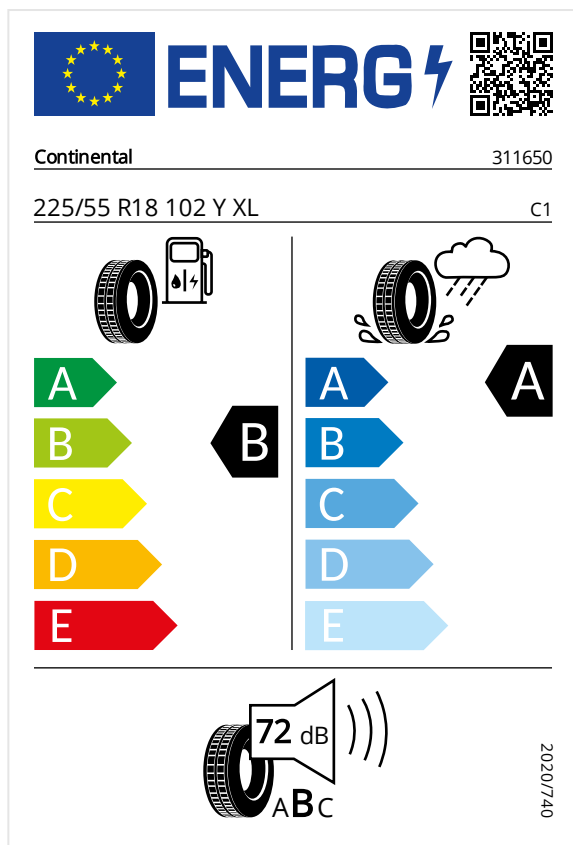 ENERG
Continental 311650
225/55 R18 102 Y XL C1
A A A
B B B
C C
D D
E E
72 dB
ABC
2020/740